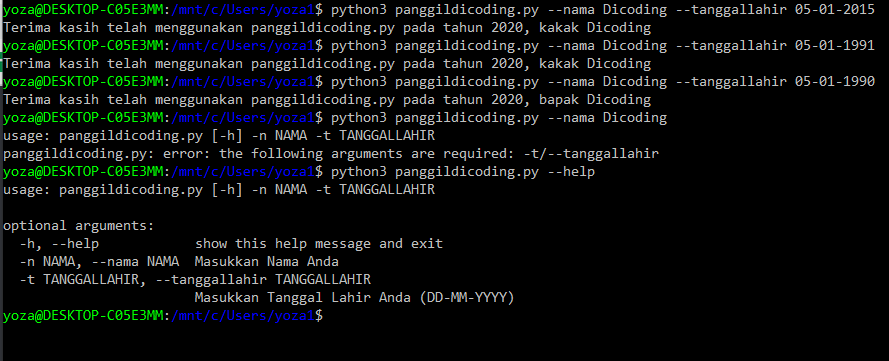 yoza@DESKTOP-C05E3MM:/mnt/c/Users/yoza1$ python3 panggildicoding.py --nama Dicoding --tanggallahir 05-01-2015
Terima kasih telah menggunakan panggildicoding.py pada tahun 2020, kakak Dicoding
yoza@DESKTOP-C05E3MM:/mnt/c/Users/yoza1$ python3 panggildicoding.py --nama Dicoding --tanggallahir 05-01-1991
Terima kasih telah menggunakan panggildicoding.py pada tahun 2020, kakak Dicoding
yoza@DESKTOP-C05E3MM:/mnt/c/Users/yoza1$ python3 panggildicoding.py --nama Dicoding --tanggallahir 05-01-1990
Terima kasih telah menggunakan panggildicoding.py pada tahun 2020, bapak Dicoding
yoza@DESKTOP-C05E3MM:/mnt/c/Users/yoza1$ python3 panggildicoding.py --nama Dicoding
usage: panggildicoding.py [-h] -n NAMA -t TANGGALLAHIR
panggildicoding.py: error: the following arguments are required: -t/--tanggallahir
yoza@DESKTOP-C05E3MM:/mnt/c/Users/yoza1$ python3 panggildicoding.py --help
usage: panggildicoding.py [-h] -n NAMA -t TANGGALLAHIR

optional arguments:
  -h, --help            show this help message and exit
  -n NAMA, --nama NAMA  Masukkan Nama Anda
  -t TANGGALLAHIR, --tanggallahir TANGGALLAHIR
                        Masukkan Tanggal Lahir Anda (DD-MM-YYYY)
yoza@DESKTOP-C05E3MM:/mnt/c/Users/yoza1$